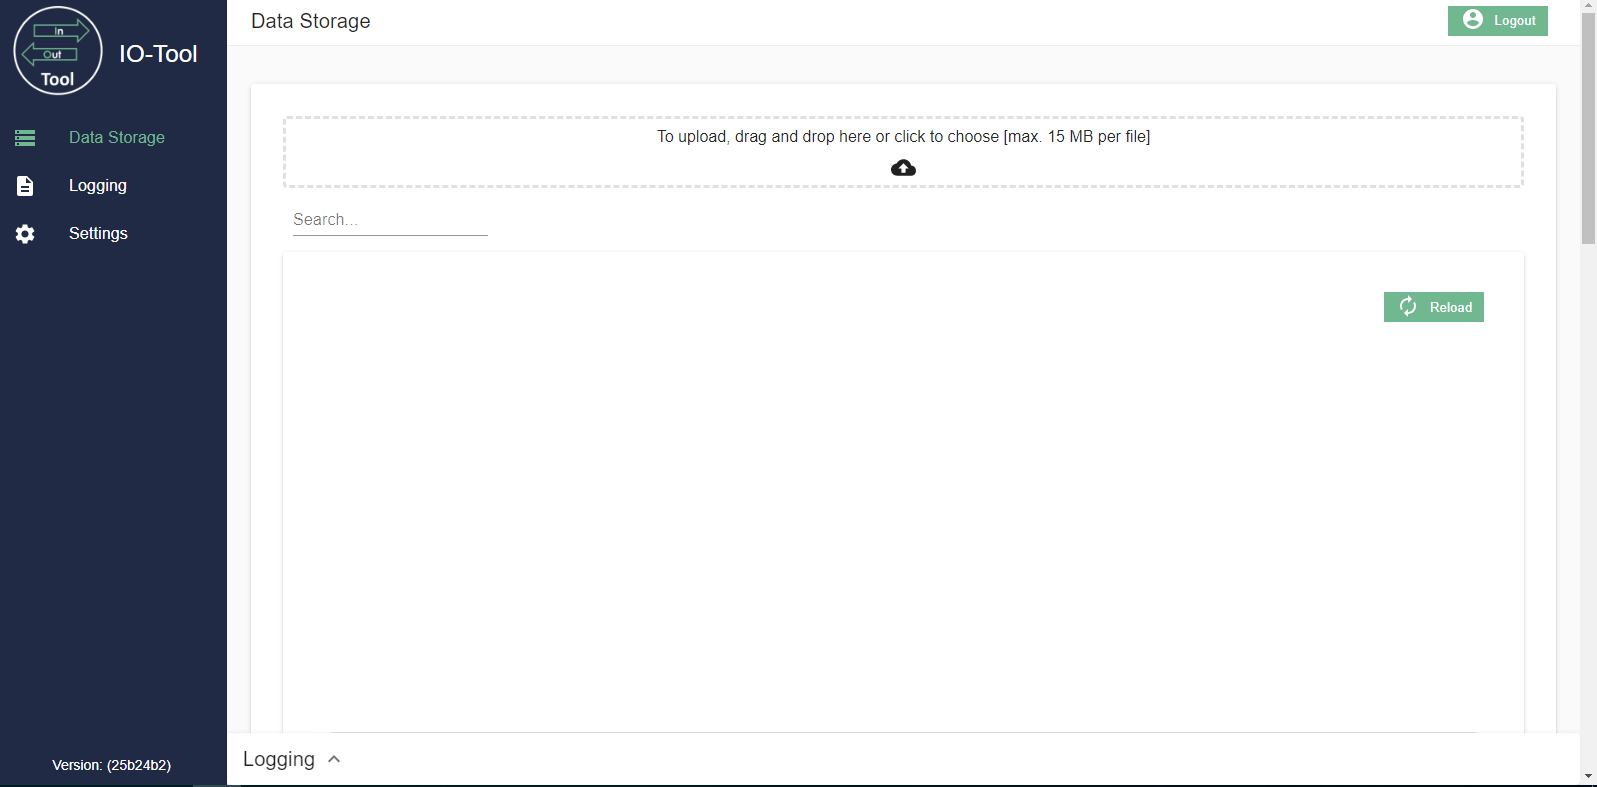 In
Out
Tool
IO-Tool
Data Storage
Logging
Settings
Version: (25b24b2)
Data Storage
Logout
To upload, drag and drop here or click to choose [max. 15 MB per file]
Search...
Reload
Logging